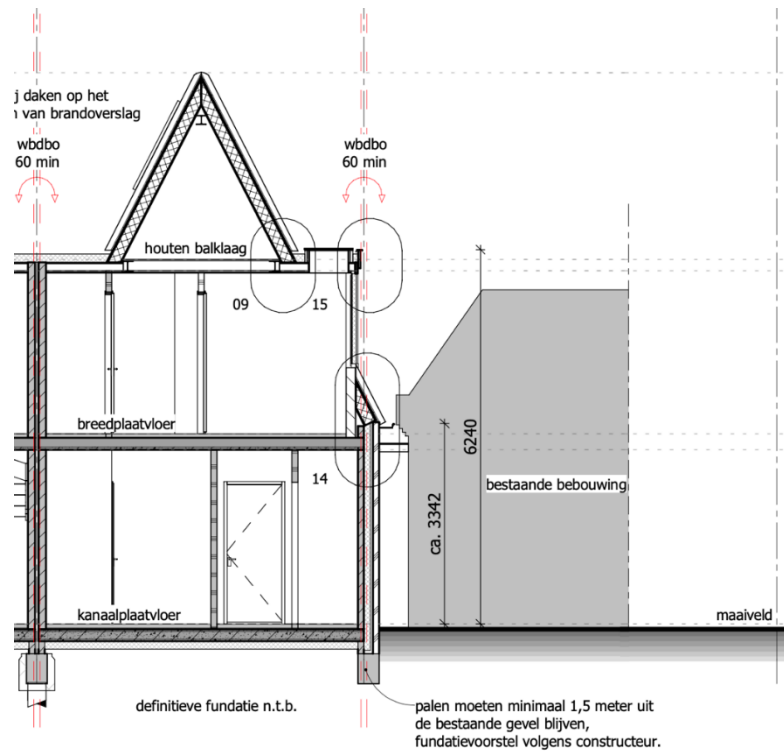 j daken op het
n van brandoverslag
wbdbo
60 min
wbdbo
60 min
houten balklaag
09
15
breedplaatvloer
6240
bestaande bebouwing
14
ca. 3342
kanaalplaatvloer
maaiveld
definitieve fundatie n.t.b.
palen moeten minimaal 1,5 meter uit
de bestaande gevel blijven,
fundatievoorstel volgens constructeur.